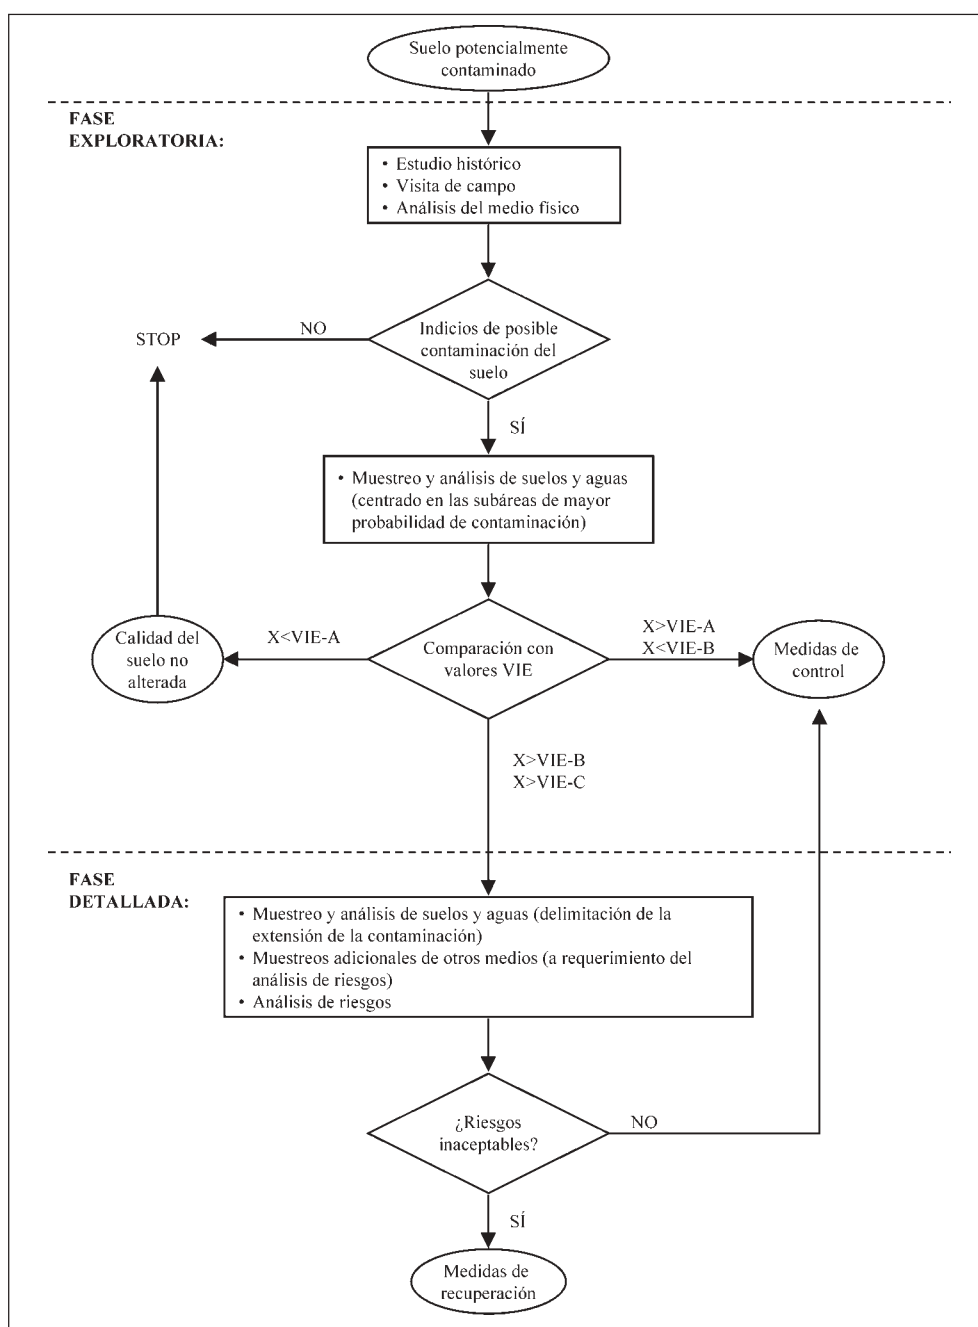 Suelo potencialmente
contaminado
FASE
EXPLORATORIA:
• Estudio histórico
• Visita de campo
• Análisis del medio físico
Indicios de posible
contaminación del
suelo
NO
STOP
SÍ
• Muestreo y análisis de suelos y aguas
(centrado en las subáreas de mayor
probabilidad de contaminación)
Comparación con
valores VIE
X<VIE-A
Calidad del
suelo no
alterada
X>VIE-A
X<VIE-B
Medidas de
control
X>VIE-B
X>VIE-C
FASE
DETALLADA:
• Muestreo y análisis de suelos y aguas (delimitación de la
extensión de la contaminación)
• Muestreos adicionales de otros medios (a requerimiento del
análisis de riesgos)
• Análisis de riesgos
¿Riesgos
inaceptables?
NO
SÍ
Medidas de
recuperación